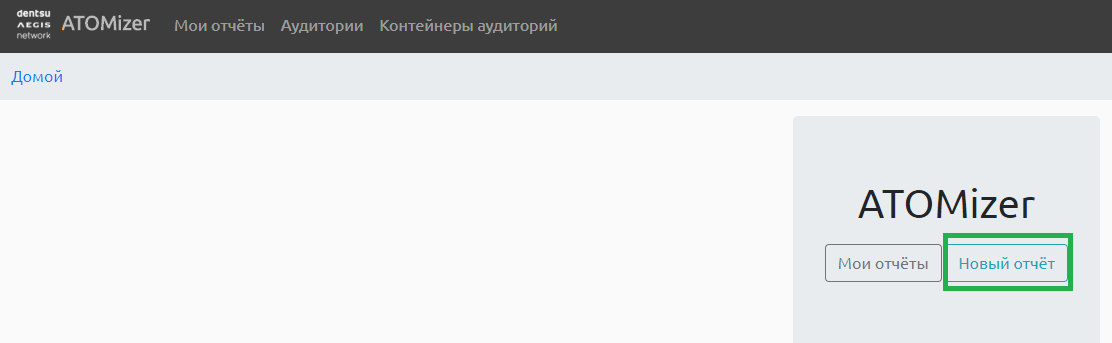 dentsu
AEGIS
network
ATOMizer Мои отчёты Аудитории Контейнеры аудиторий
Домой
ATOMizer
Мои отчёты Новый отчёт